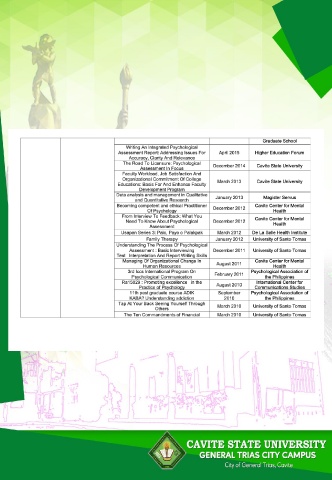 Graduate School
Writing An Integrated Psychological
Assessment Report: Addressing Issues For
Accuracy, Clarity And Relevance
April 2015
Higher Education Forum
The Road To Licensure: Psychological
Assessment In Focus
December 2014
Cavite State University
Faculty Workload, Job Satisfaction And
Organizational Commitment Of College
Educations: Basis For And Enhance Faculty
Development Program
March 2013
Cavite State University
Data analysis and management in Qualitative
and Quantitative Research
January 2013
Magister Sensus
Becoming competent and ethical Practitioner
Of Psychology
December 2012
Cavite Center for Mental
Health
From Interview To Feedback: What You
Need To Know About Psychological
Assessment
December 2012
Cavite Center for Mental
Health
Usapan Series 3: Pato, Payo o Palatpek
March 2012
De La Salle Health Institute
Family Therapy
January 2012
University of Santo Tomas
Understanding The Process Of Psychological
Assessment : Basic Interviewing
Test Interpretation And Report Writing Skills
December 2011
University of Santo Tomas
Managing Of Organizational Change In
Human Resources
August 2011
Cavite Center for Mental
Health
International Program On
Psychological Communication
February 2011
Psychological Association of
the Philippines
Ra10029 : Promoting excellence in the
Practice of Psychology
August 2010
International Center for
Communications Studies
11th post graduate course ADIK
KABA? Understanding addiction
September
2010
Psychological Association of
the Philippines
Tap At Your Back Seeing Yourself Through
Others
March 2010
University of Santo Tomas
The Ten Commandments of Financial
March 2010
University of Santo Tomas
CAVITE STATE UNIVERSITY
GENERAL TRIAS CITY CAMPUS
City of General Trias, Cavite